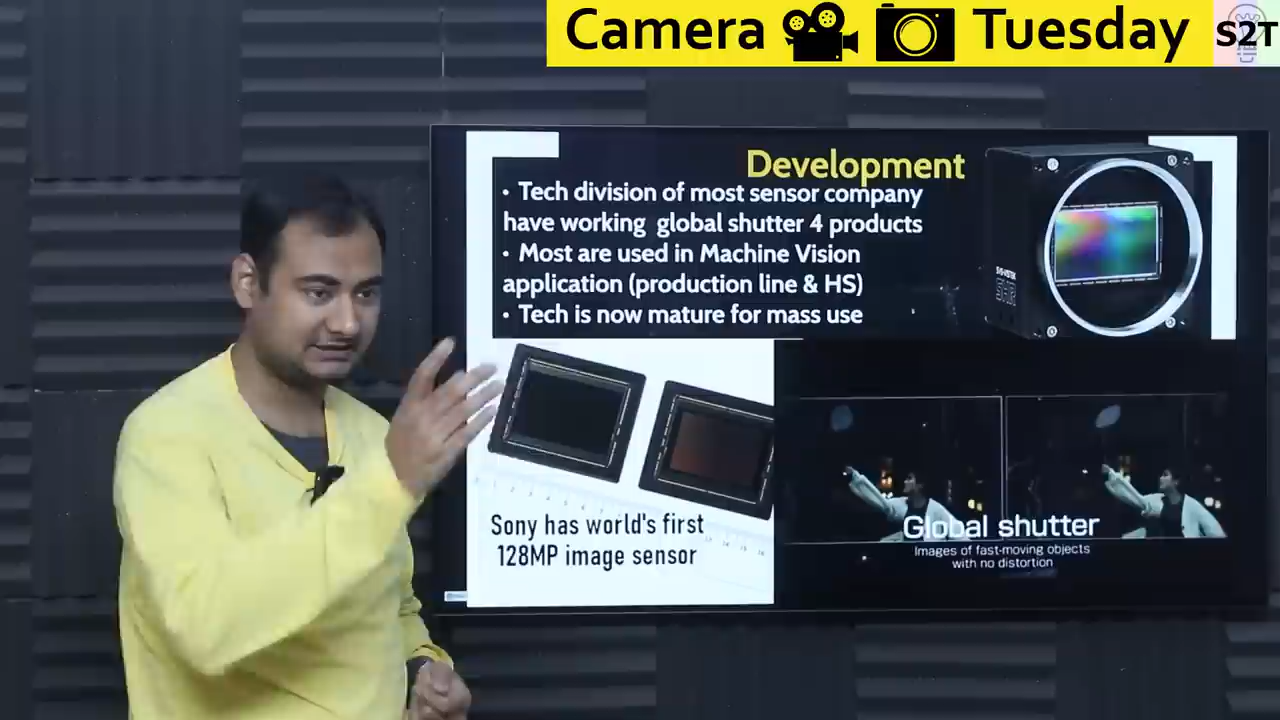 Camera Tuesday
S2T
Development
• Tech division of most sensor company
have working global shutter 4 products
• Most are used in Machine Vision
application (production line & HS)
• Tech is now mature for mass use
SHR
Sony has world's first
128MP image sensor
Global shutter
Images of fast-moving objects
with no distortion